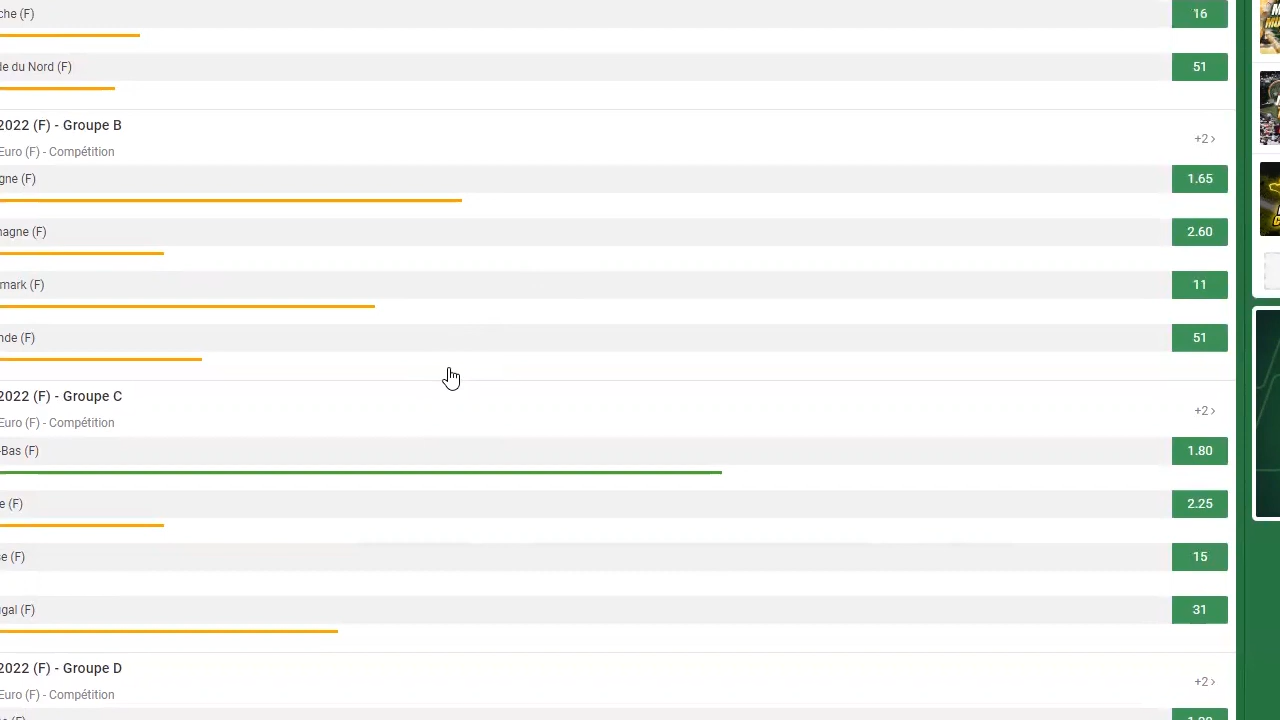 che (F) 16
de du Nord (F) 51
2022 (F) - Groupe B
Euro (F) - Compétition +2 ›
gne (F) 1.65
magne (F) 2.60
mark (F) 11
nde (F) 51
2022 (F) - Groupe C
Euro (F) - Compétition +2 ›
-Bas (F) 1.80
e (F) 2.25
se (F) 15
gal (F) 31
2022 (F) - Groupe D
Euro (F) - Compétition +2 ›